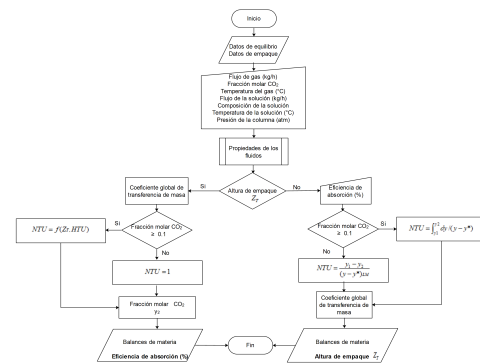 Inicio
Datos de equilibrio
Datos de empaque
Flujo de gas (kg/h)
Fracción molar CO₂
Temperatura del gas (°C)
Flujo de la solución (kg/h)
Composición de la solución
Temperatura de la solución (°C)
Presión de la columna (atm)
Propiedades de los
fluidos
Altura de empaque
Z_T
Si
No
Coeficiente global de
transferencia de masa
Eficiencia de
absorción (%)
Fracción molar CO₂
≥ 0.1
Si
No
NTU = f(Z_T, HTU)
NTU = 1
Fracción molar CO₂
y₂
Balances de materia
Eficiencia de absorción (%)
Fracción molar CO₂
≥ 0.1
Si
No
NTU = ∫ dy /(y − y*)
NTU = y₁ − y₂ / (y − y*)_LM
Coeficiente global
de transferencia de
masa
Balances de materia
Altura de empaque Z_T
Fin